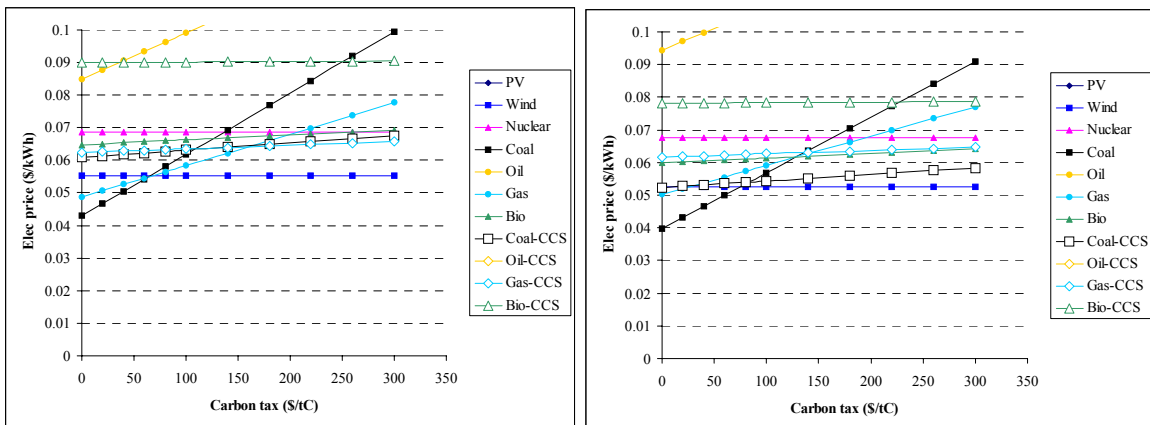 0.1
0.09
0.08
0.07
0.06
0.05
0.04
0.03
0.02
0.01
0
Elec price ($/kWh)
0 50 100 150 200 250 300 350
Carbon tax ($/tC)
PV
Wind
Nuclear
Coal
Oil
Gas
Bio
Coal-CCS
Oil-CCS
Gas-CCS
Bio-CCS
0.1
0.09
0.08
0.07
0.06
0.05
0.04
0.03
0.02
0.01
0
Elec price ($/kWh)
0 50 100 150 200 250 300 350
Carbon tax ($/tC)
PV
Wind
Nuclear
Coal
Oil
Gas
Bio
Coal-CCS
Oil-CCS
Gas-CCS
Bio-CCS